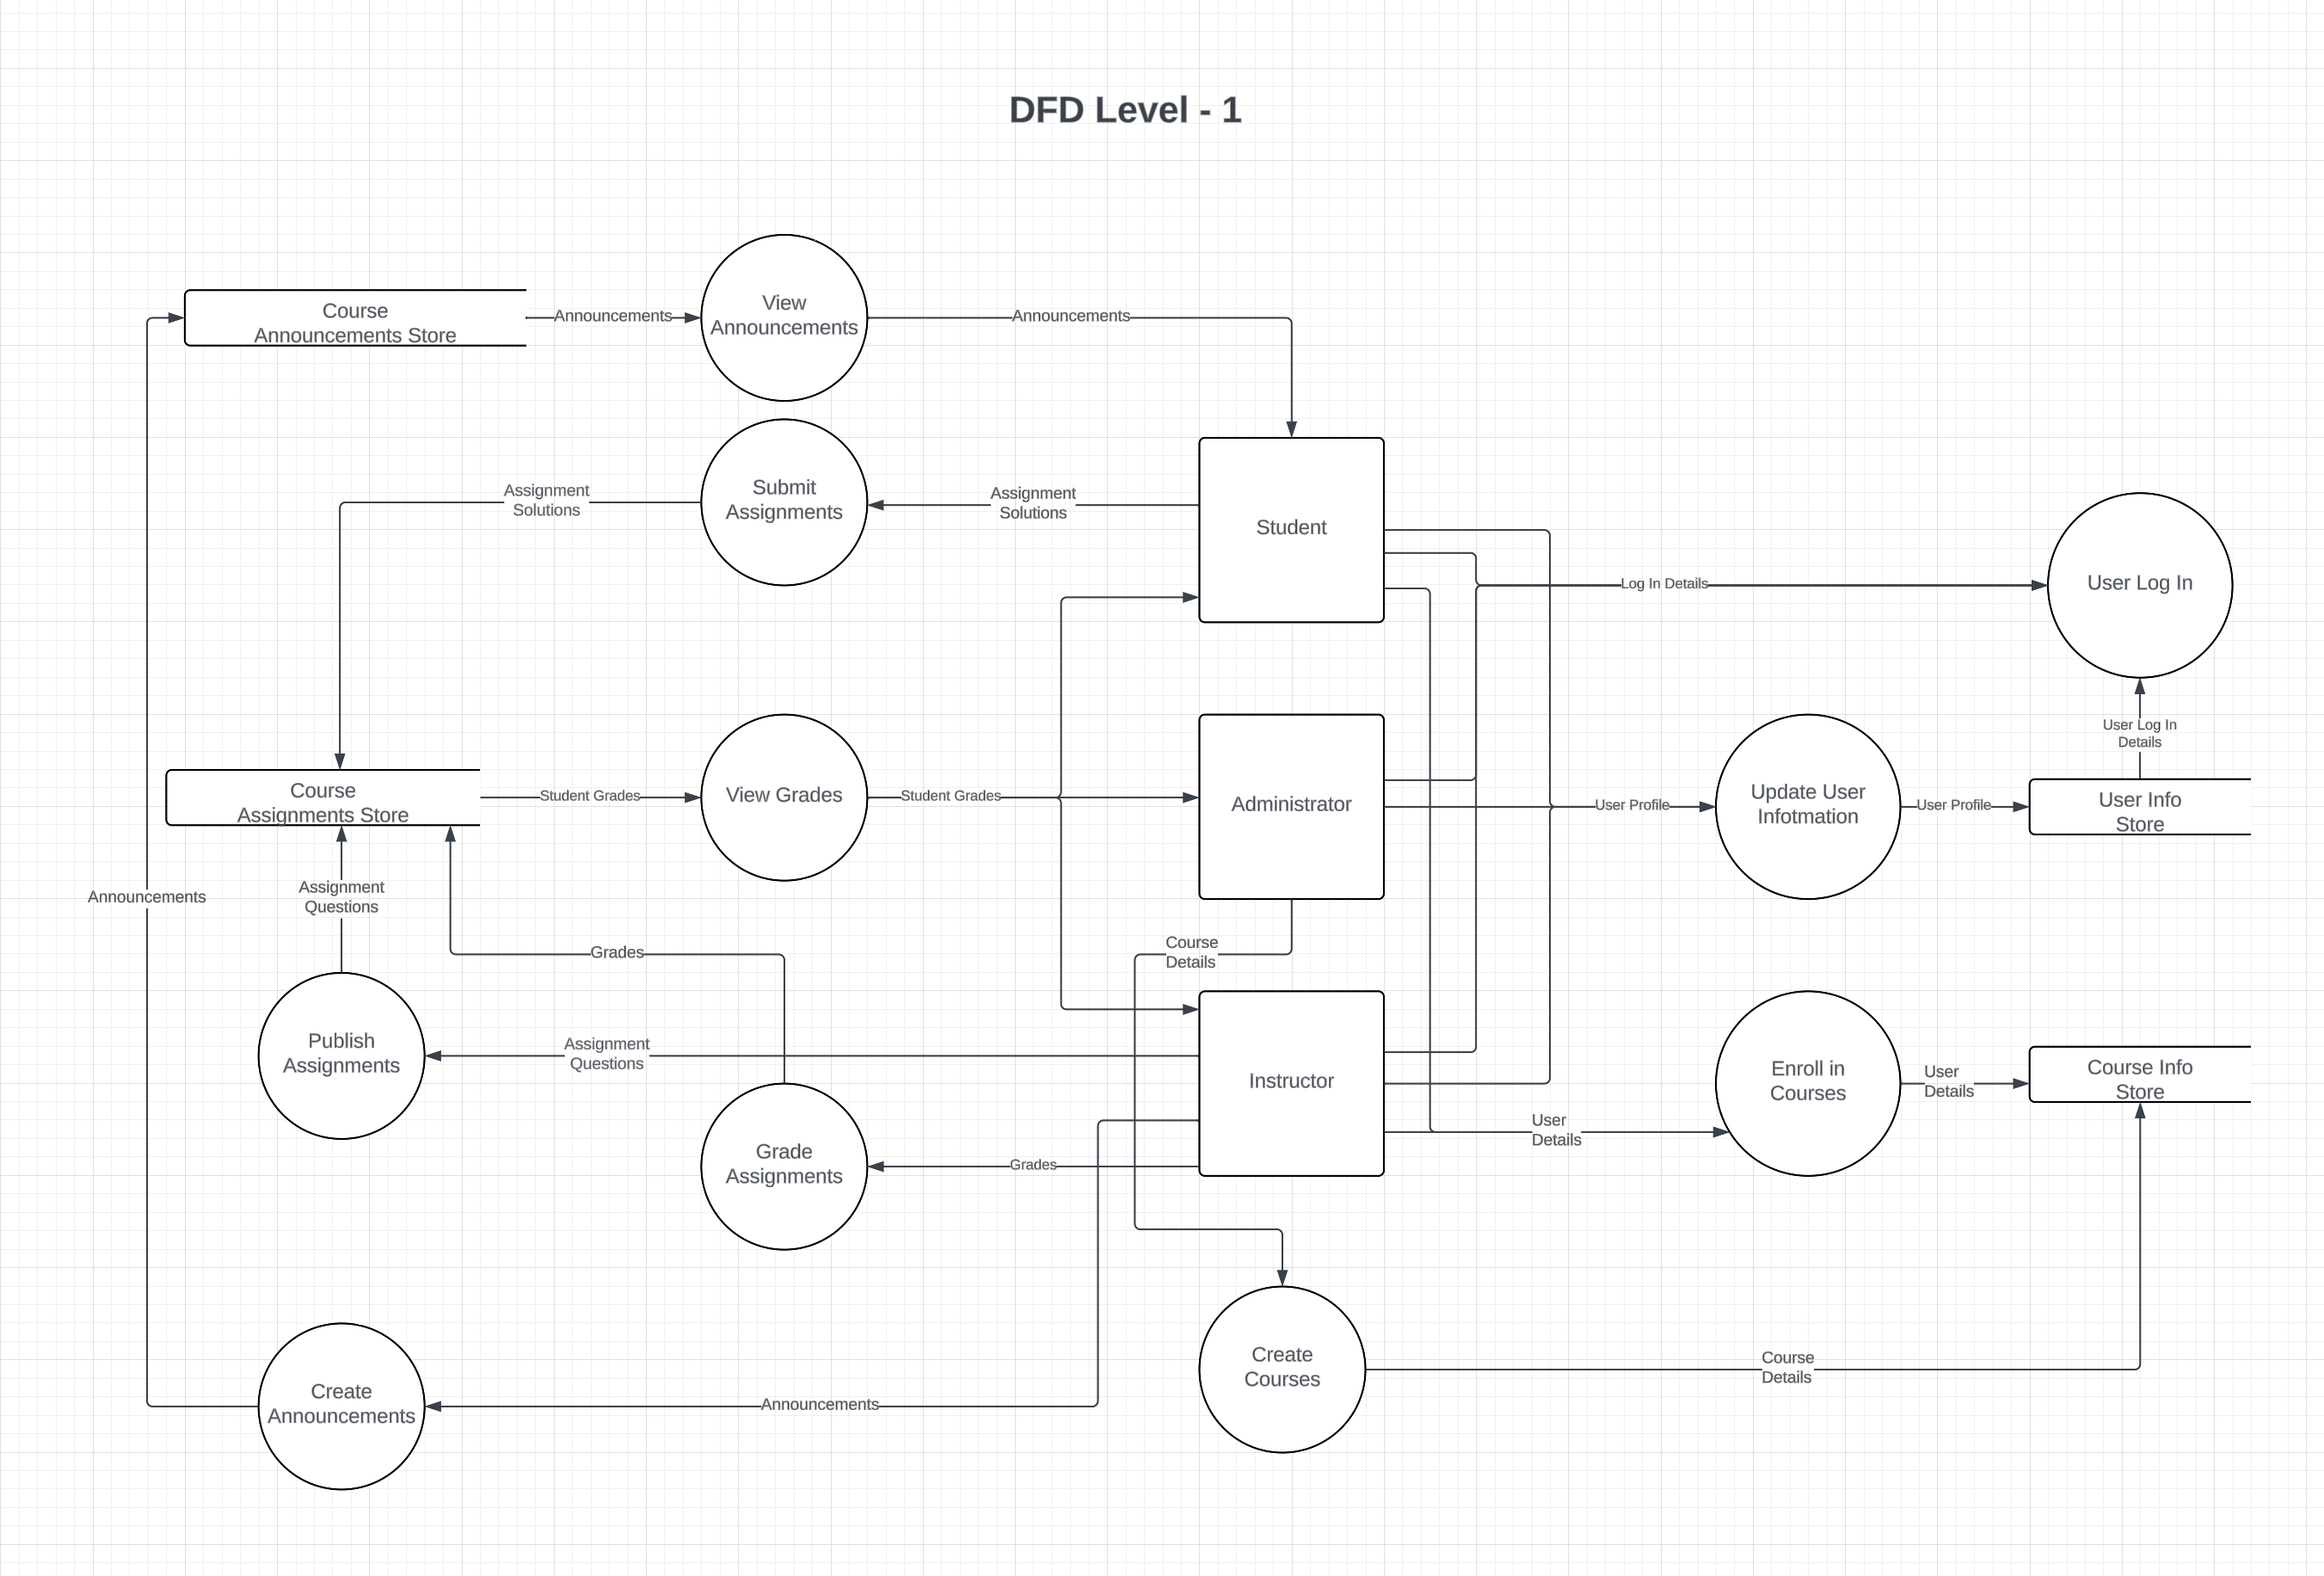 DFD Level - 1
Course
Announcements Store
Announcements
View
Announcements
Announcements
Assignment
Solutions
Submit
Assignments
Assignment
Solutions
Student
Log In Details
User Log In
User Log In
Details
Course
Assignments Store
Student Grades
View Grades
Student Grades
Administrator
User Profile
Update User
Infotmation
User Profile
User Info
Store
Announcements
Assignment
Questions
Grades
Course
Details
Publish
Assignments
Assignment
Questions
Instructor
Enroll in
Courses
User
Details
Course Info
Store
User
Details
Grade
Assignments
Grades
Create
Announcements
Announcements
Create
Courses
Course
Details